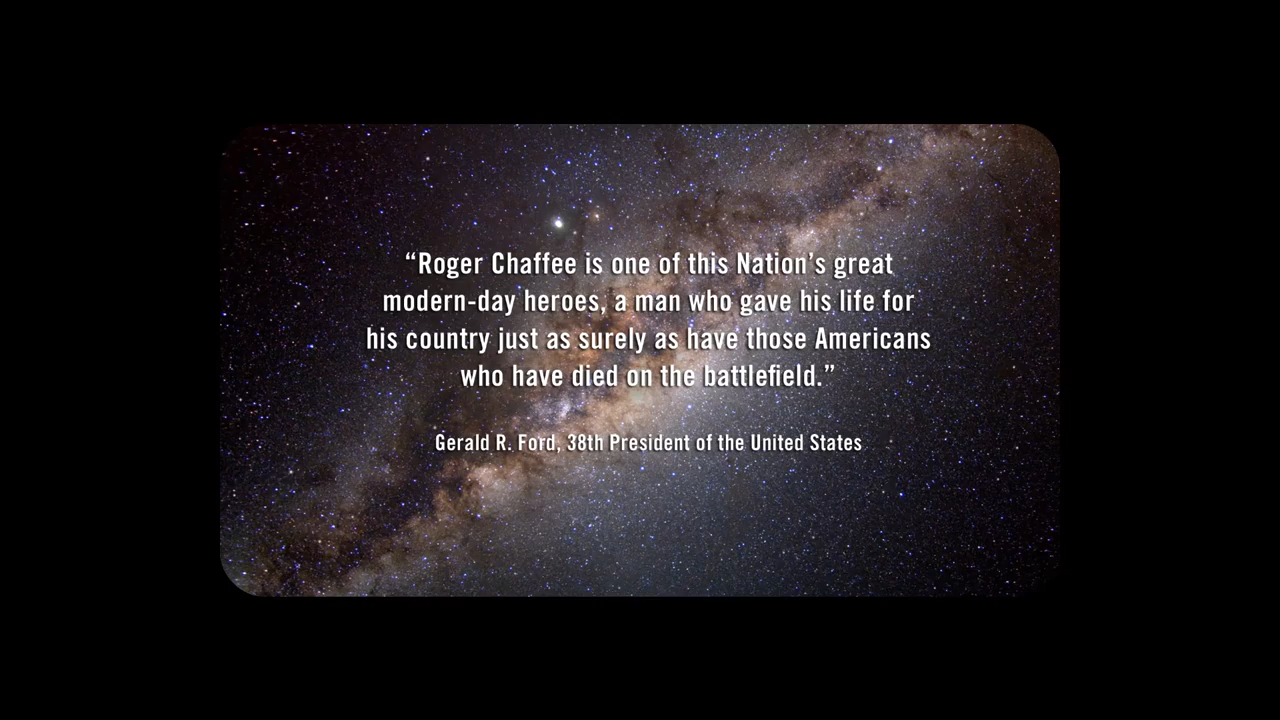 “Roger Chaffee is one of this Nation’s great
modern-day heroes, a man who gave his life for
his country just as surely as have those Americans
who have died on the battlefield.”
Gerald R. Ford, 38th President of the United States